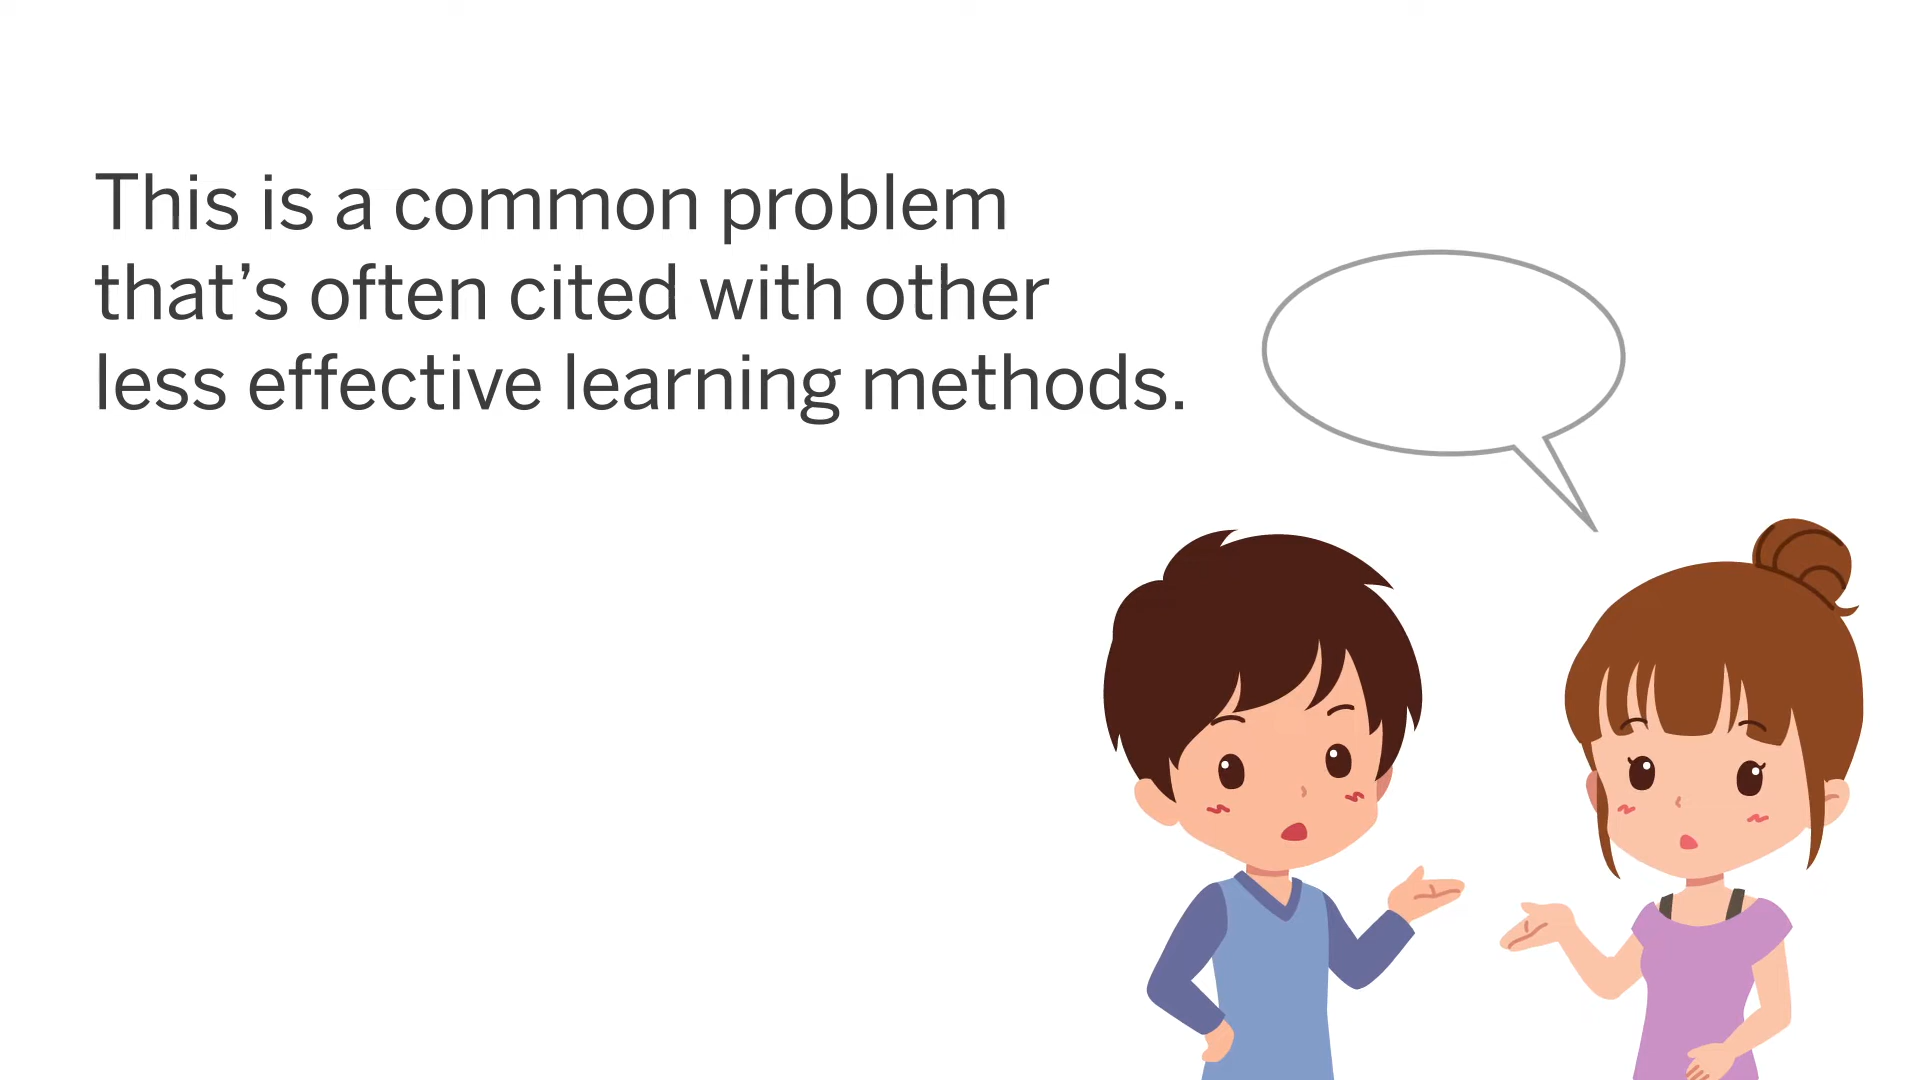 This is a common problem
that’s often cited with other
less effective learning methods.